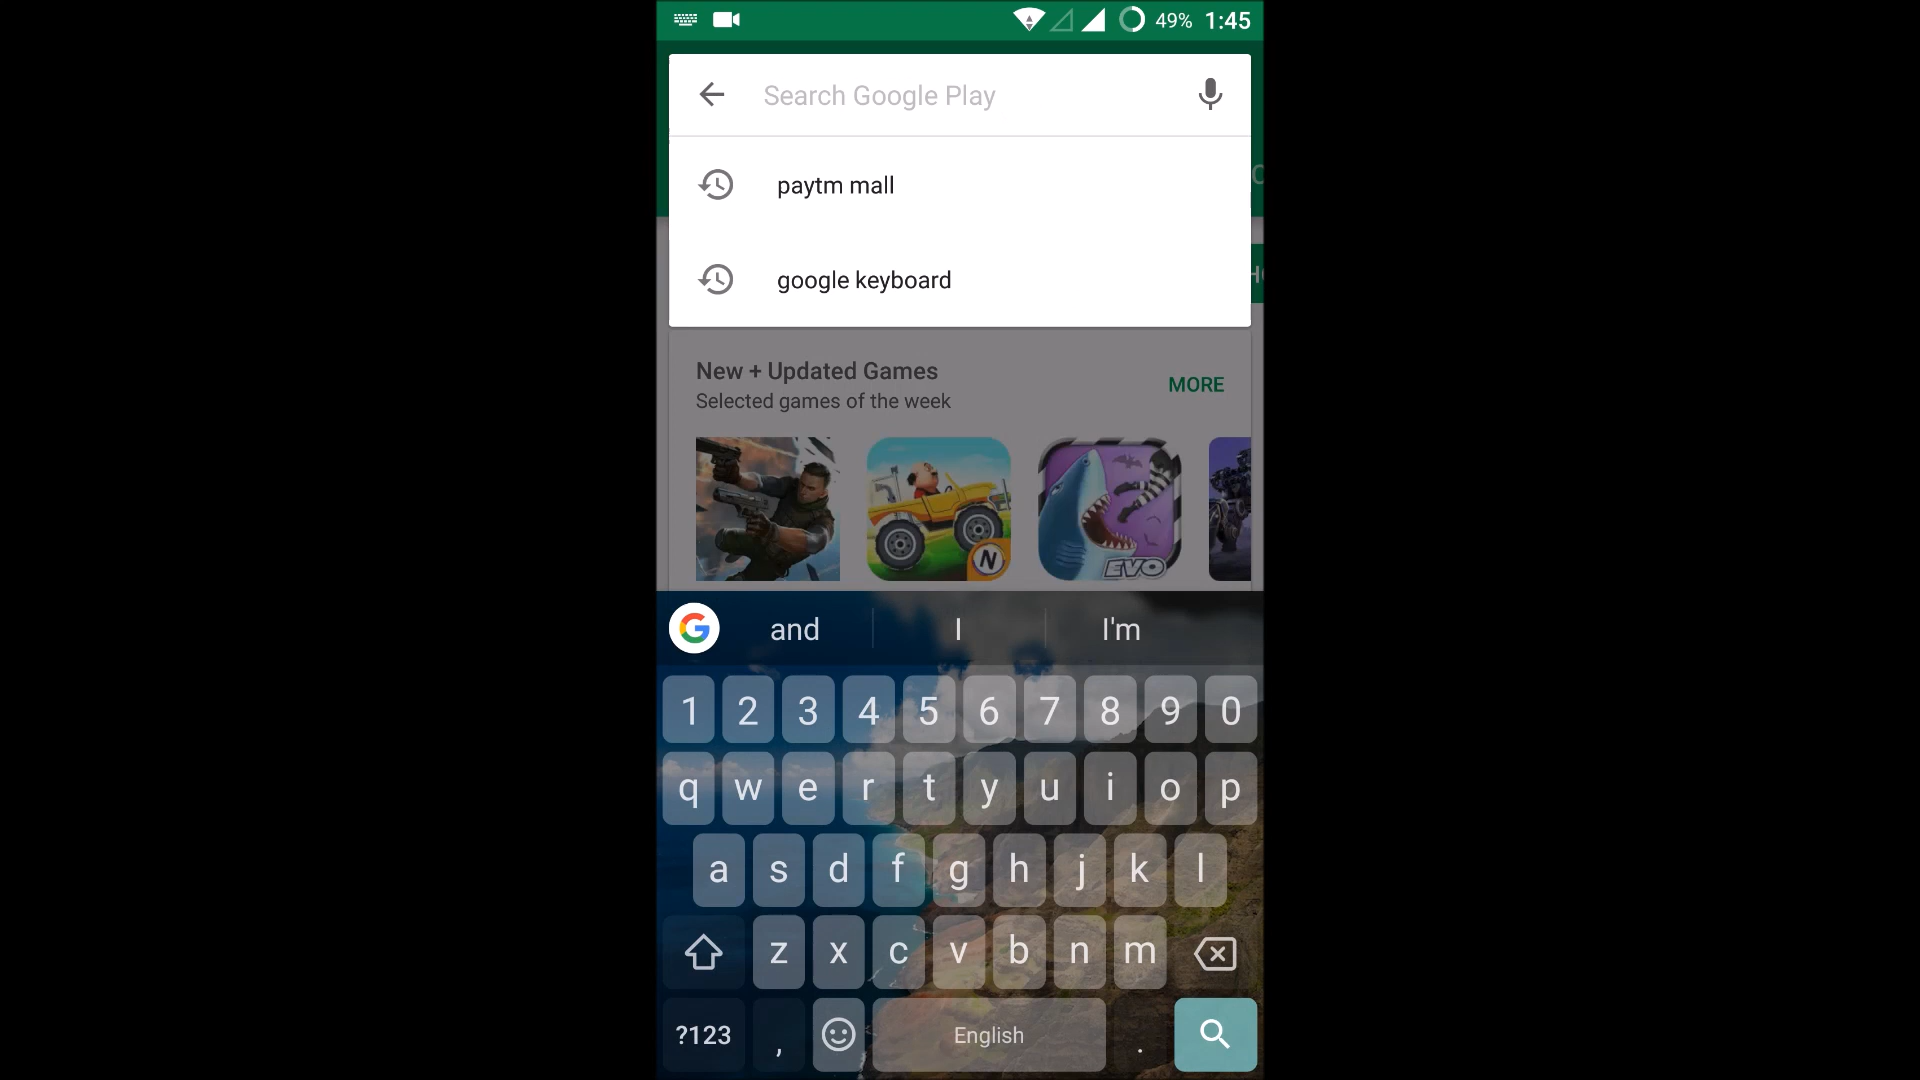 49% 1:45
Search Google Play
paytm mall
google keyboard
New + Updated Games
MORE
Selected games of the week
N
EVO
G and I I'm
1 2 3 4 5 6 7 8 9 0
q w e r t y u i o p
a s d f g h j k l
z x c v b n m
?123 , English .